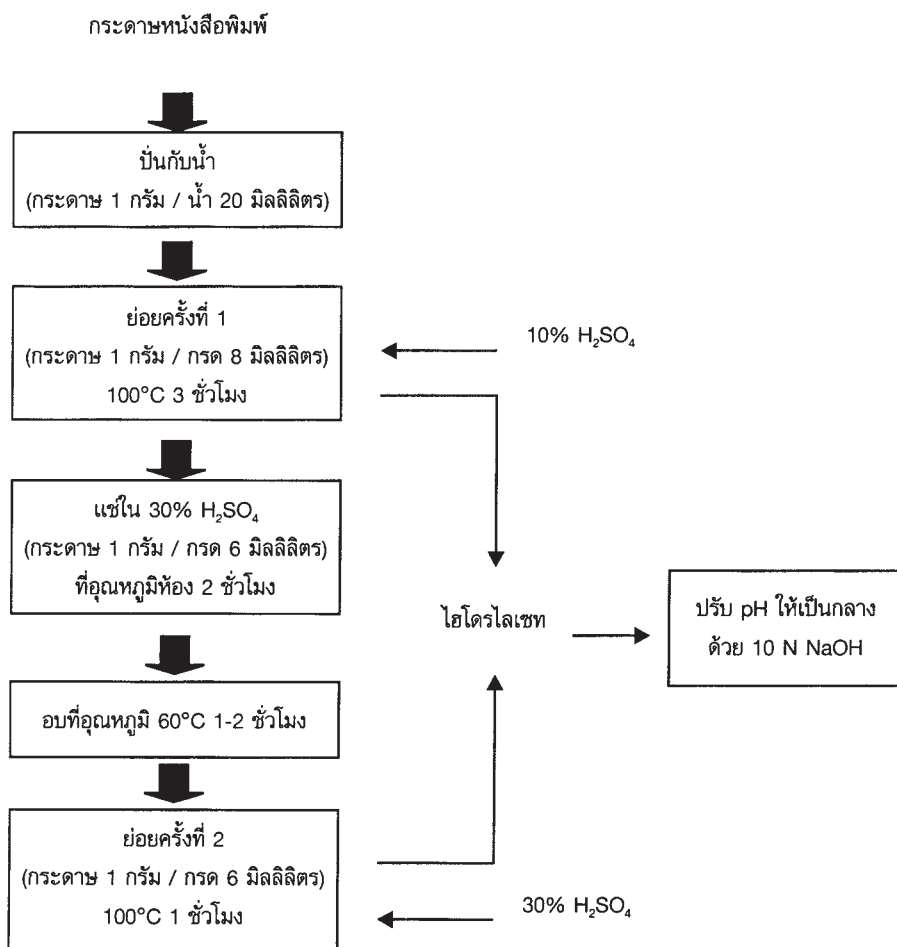 กระดาษหนังสือพิมพ์
ปั่นกับน้ำ
(กระดาษ 1 กรัม / น้ำ 20 มิลลิลิตร)
ย่อยครั้งที่ 1
(กระดาษ 1 กรัม / กรด 8 มิลลิลิตร)
100°C 3 ชั่วโมง
10% H₂SO₄
แช่ใน 30% H₂SO₄
(กระดาษ 1 กรัม / กรด 6 มิลลิลิตร)
ที่อุณหภูมิห้อง 2 ชั่วโมง
ไฮโดรไลเซท
ปรับ pH ให้เป็นกลาง
ด้วย 10 N NaOH
อบที่อุณหภูมิ 60°C 1-2 ชั่วโมง
ย่อยครั้งที่ 2
(กระดาษ 1 กรัม / กรด 6 มิลลิลิตร)
100°C 1 ชั่วโมง
30% H₂SO₄